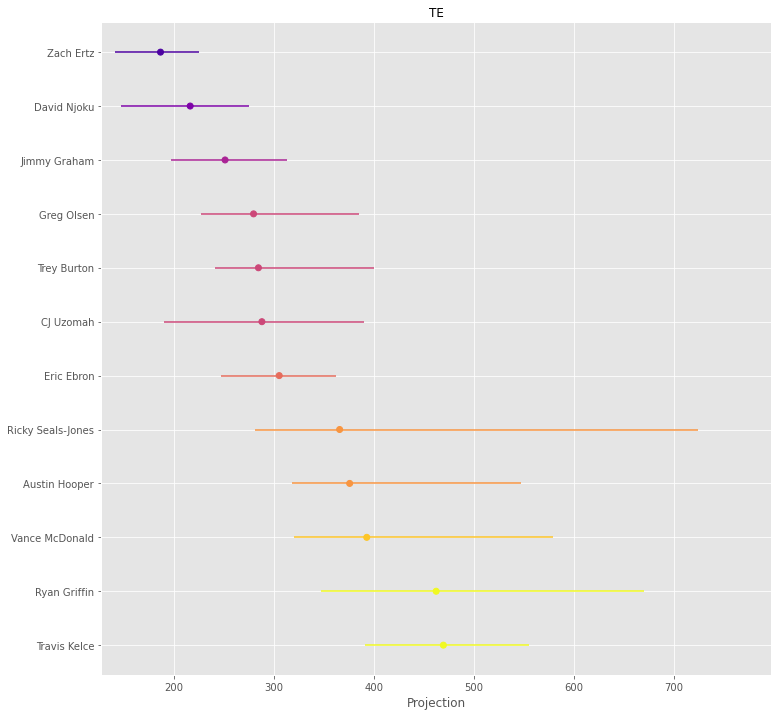 TE
Zach Ertz
David Njoku
Jimmy Graham
Greg Olsen
Trey Burton
CJ Uzomah
Eric Ebron
Ricky Seals-Jones
Austin Hooper
Vance McDonald
Ryan Griffin
Travis Kelce
200 300 400 500 600 700
Projection